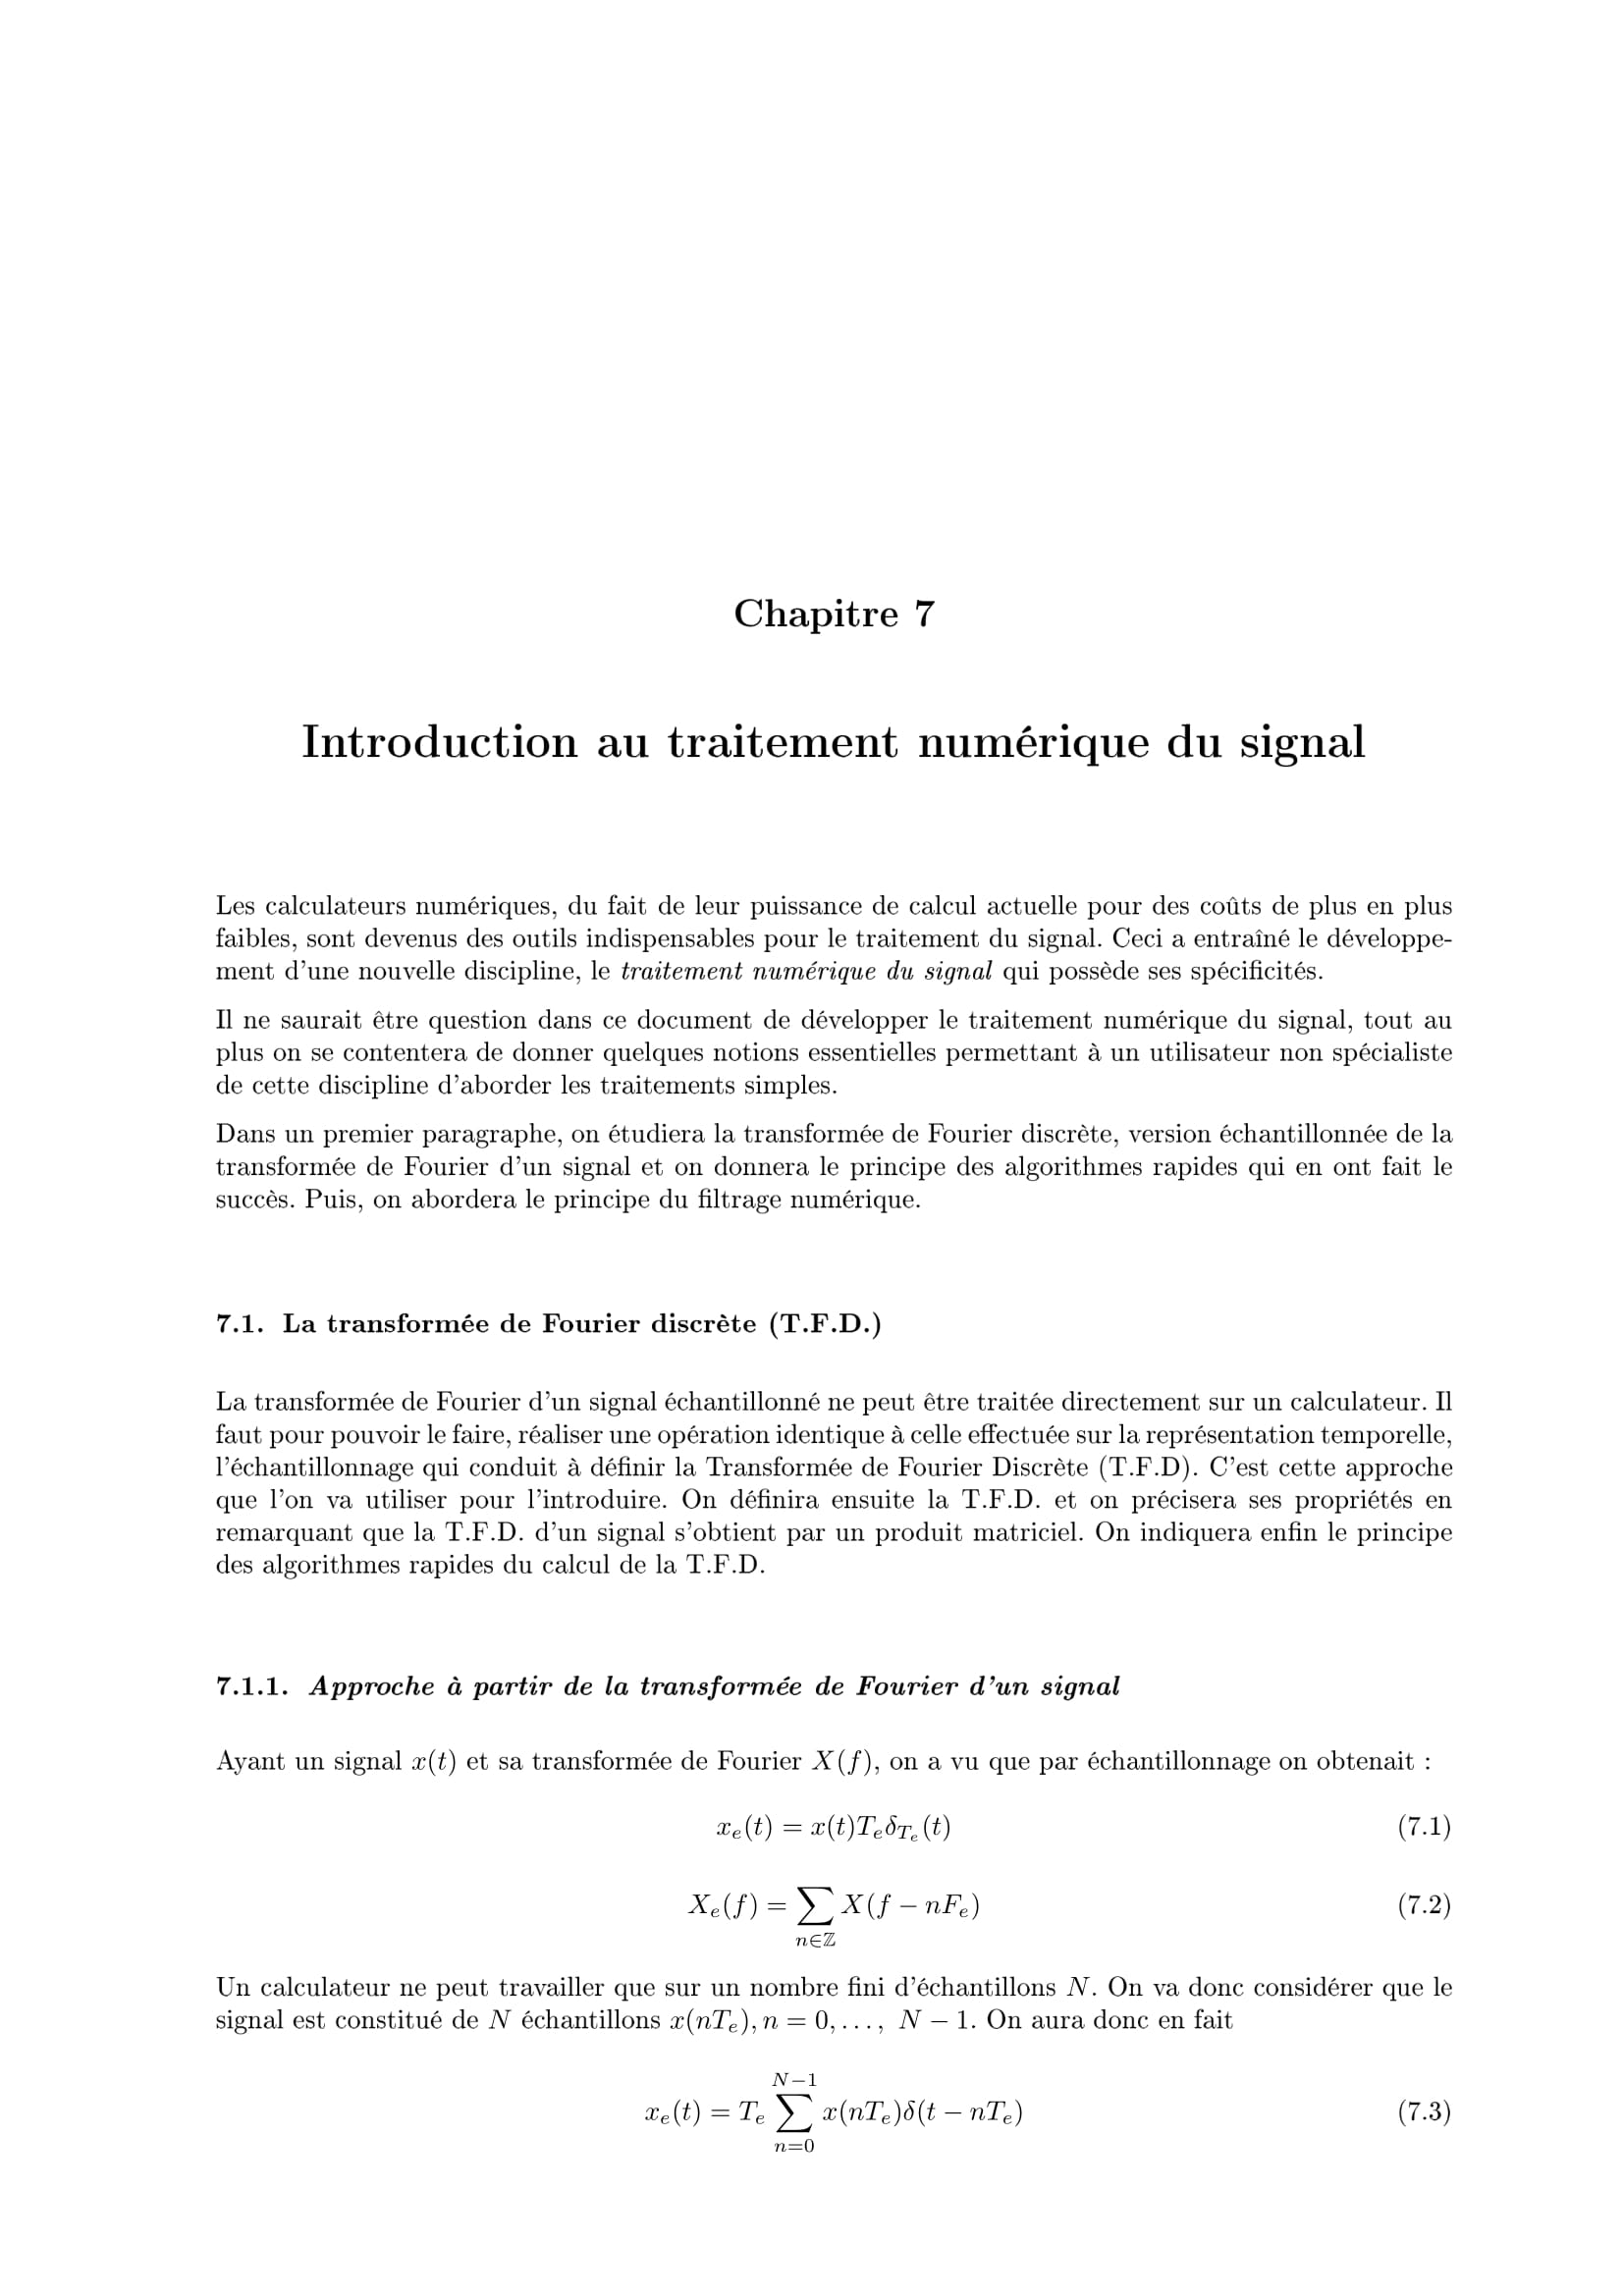 Chapitre 7
Introduction au traitement numérique du signal
Les calculateurs numériques, du fait de leur puissance de calcul actuelle pour des coûts de plus en plus
faibles, sont devenus des outils indispensables pour le traitement du signal. Ceci a entraîné le développe-
ment d'une nouvelle discipline, le traitement numérique du signal qui possède ses spécificités.
Il ne saurait être question dans ce document de développer le traitement numérique du signal, tout au
plus on se contentera de donner quelques notions essentielles permettant à un utilisateur non spécialiste
de cette discipline d'aborder les traitements simples.
Dans un premier paragraphe, on étudiera la transformée de Fourier discrète, version échantillonnée de la
transformée de Fourier d'un signal et on donnera le principe des algorithmes rapides qui en ont fait le
succès. Puis, on abordera le principe du filtrage numérique.
7.1. La transformée de Fourier discrète (T.F.D.)
La transformée de Fourier d'un signal échantillonné ne peut être traitée directement sur un calculateur. Il
faut pour pouvoir le faire, réaliser une opération identique à celle effectuée sur la représentation temporelle,
l'échantillonnage qui conduit à définir la Transformée de Fourier Discrète (T.F.D). C'est cette approche
que l'on va utiliser pour l'introduire. On définira ensuite la T.F.D. et on précisera ses propriétés en
remarquant que la T.F.D. d'un signal s'obtient par un produit matriciel. On indiquera enfin le principe
des algorithmes rapides du calcul de la T.F.D.
7.1.1. Approche à partir de la transformée de Fourier d'un signal
Ayant un signal x(t) et sa transformée de Fourier X(f), on a vu que par échantillonnage on obtenait :
$x_e(t) = x(t)T_e\delta_{T_e}(t)$ (7.1)
$X_e(f) = \sum_{n\in\mathbb{Z}} X(f - nF_e)$ (7.2)
Un calculateur ne peut travailler que sur un nombre fini d'échantillons N. On va donc considérer que le
signal est constitué de N échantillons $x(nT_e), n = 0, \ldots, N - 1$. On aura donc en fait
$x_e(t) = T_e \sum_{n=0}^{N-1} x(nT_e)\delta(t - nT_e)$ (7.3)